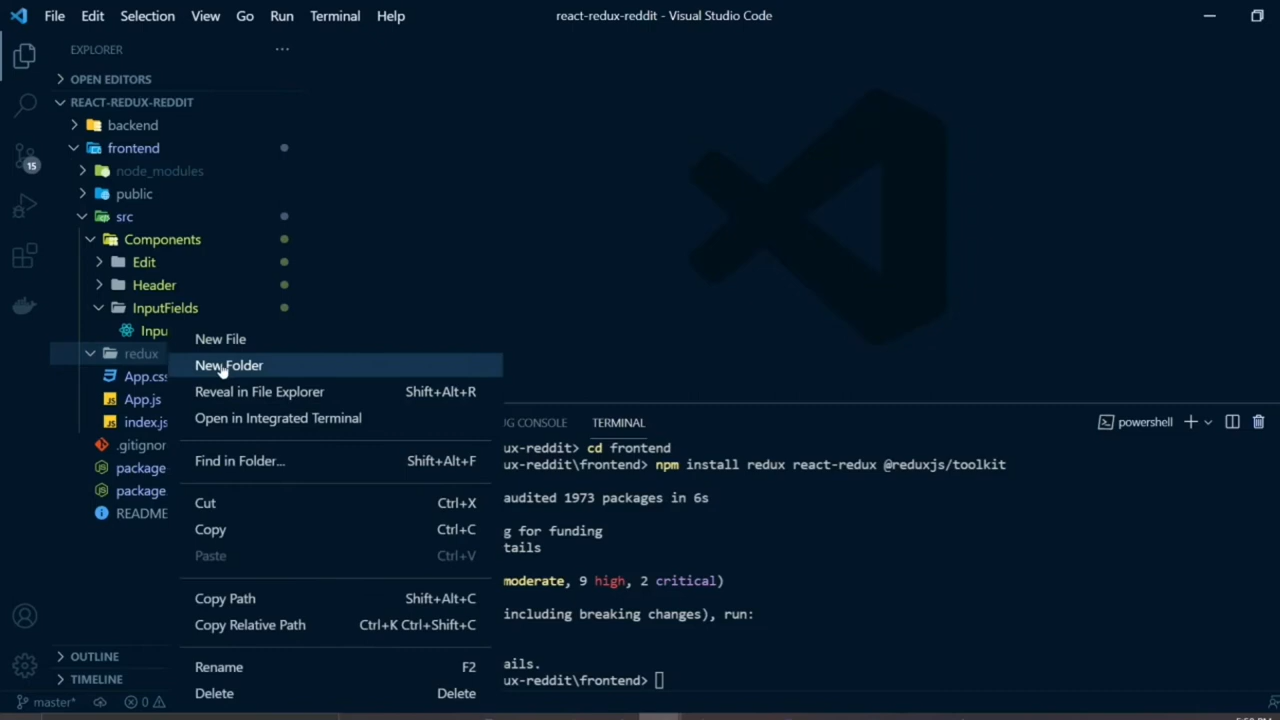 File Edit Selection View Go Run Terminal Help react-redux-reddit - Visual Studio Code
EXPLORER ...
OPEN EDITORS
REACT-REDUX-REDDIT
backend
frontend
node_modules
public
src
Components
Edit
Header
InputFields
Inpu
redux
App.css
App.js
index.js
.gitignor
package
package
README
New File
New Folder
Reveal in File Explorer Shift+Alt+R
Open in Integrated Terminal
Find in Folder... Shift+Alt+F
Cut Ctrl+X
Copy Ctrl+C
Paste Ctrl+V
Copy Path Shift+Alt+C
Copy Relative Path Ctrl+K Ctrl+Shift+C
Rename F2
Delete Delete
UG CONSOLE TERMINAL powershell
ux-reddit> cd frontend
ux-reddit\frontend> npm install redux react-redux @reduxjs/toolkit
audited 1973 packages in 6s
g for funding
tails
moderate, 9 high, 2 critical)
including breaking changes), run:
ails.
ux-reddit\frontend>
15
OUTLINE
TIMELINE
master* 0